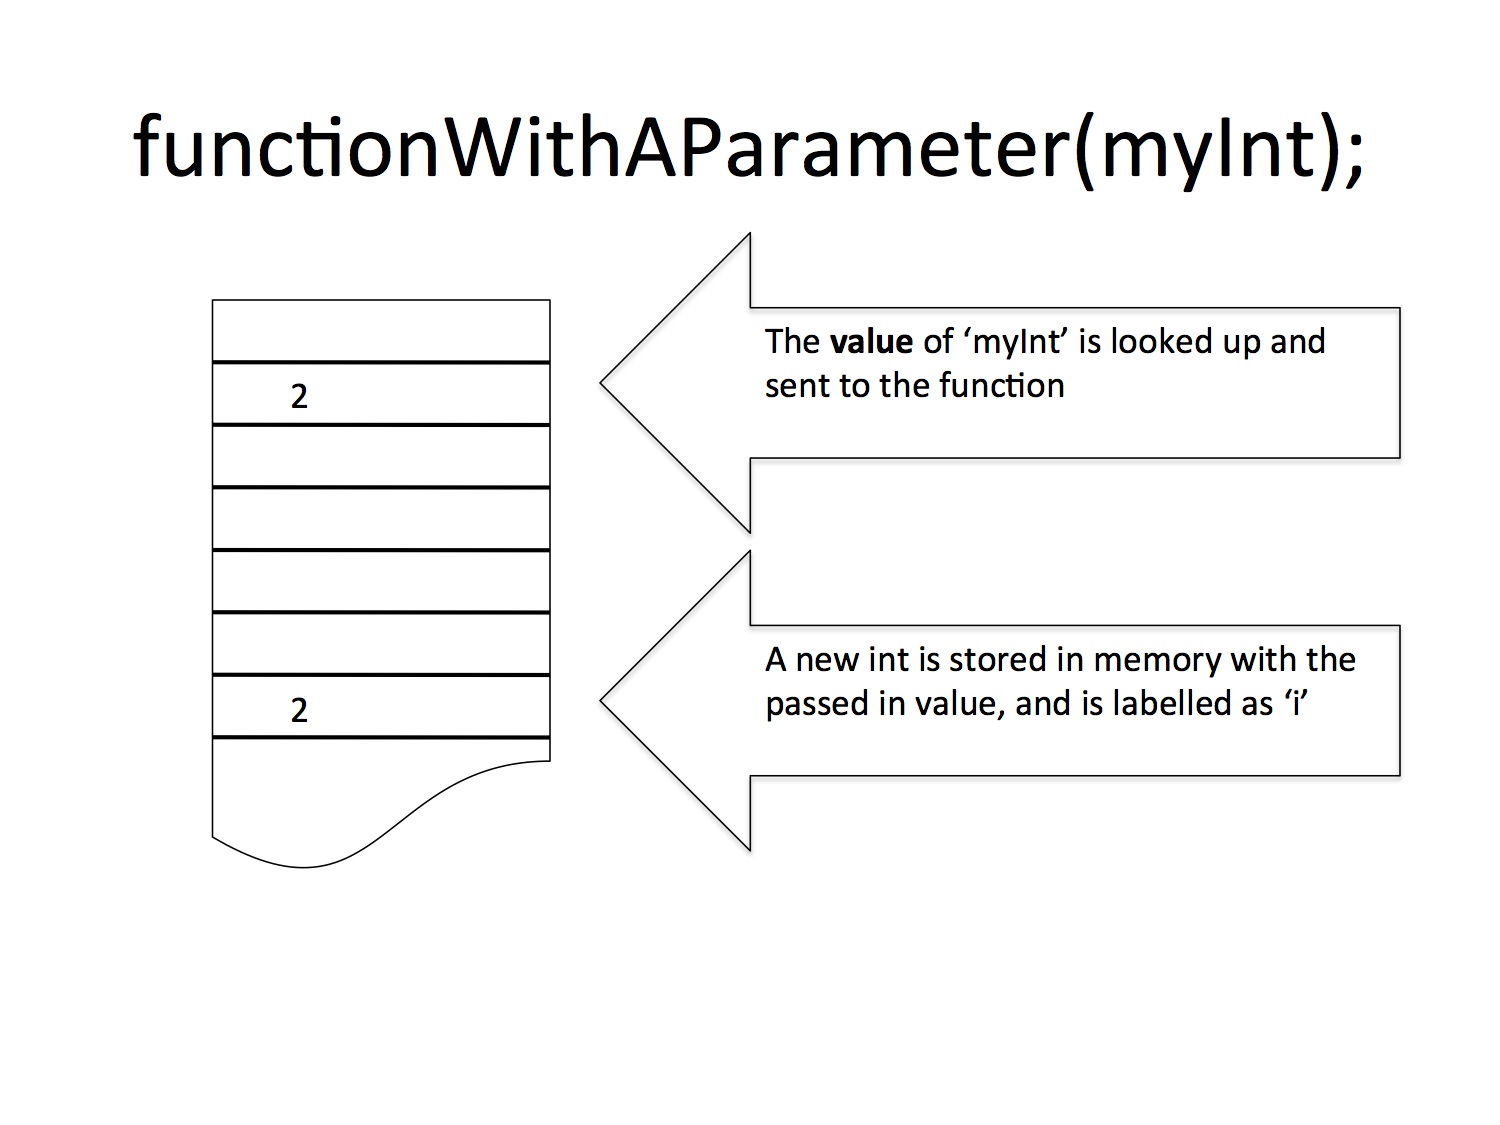 functionWithAParameter(myInt);
2
The value of ‘myInt’ is looked up and
sent to the function
2
A new int is stored in memory with the
passed in value, and is labelled as ‘i’